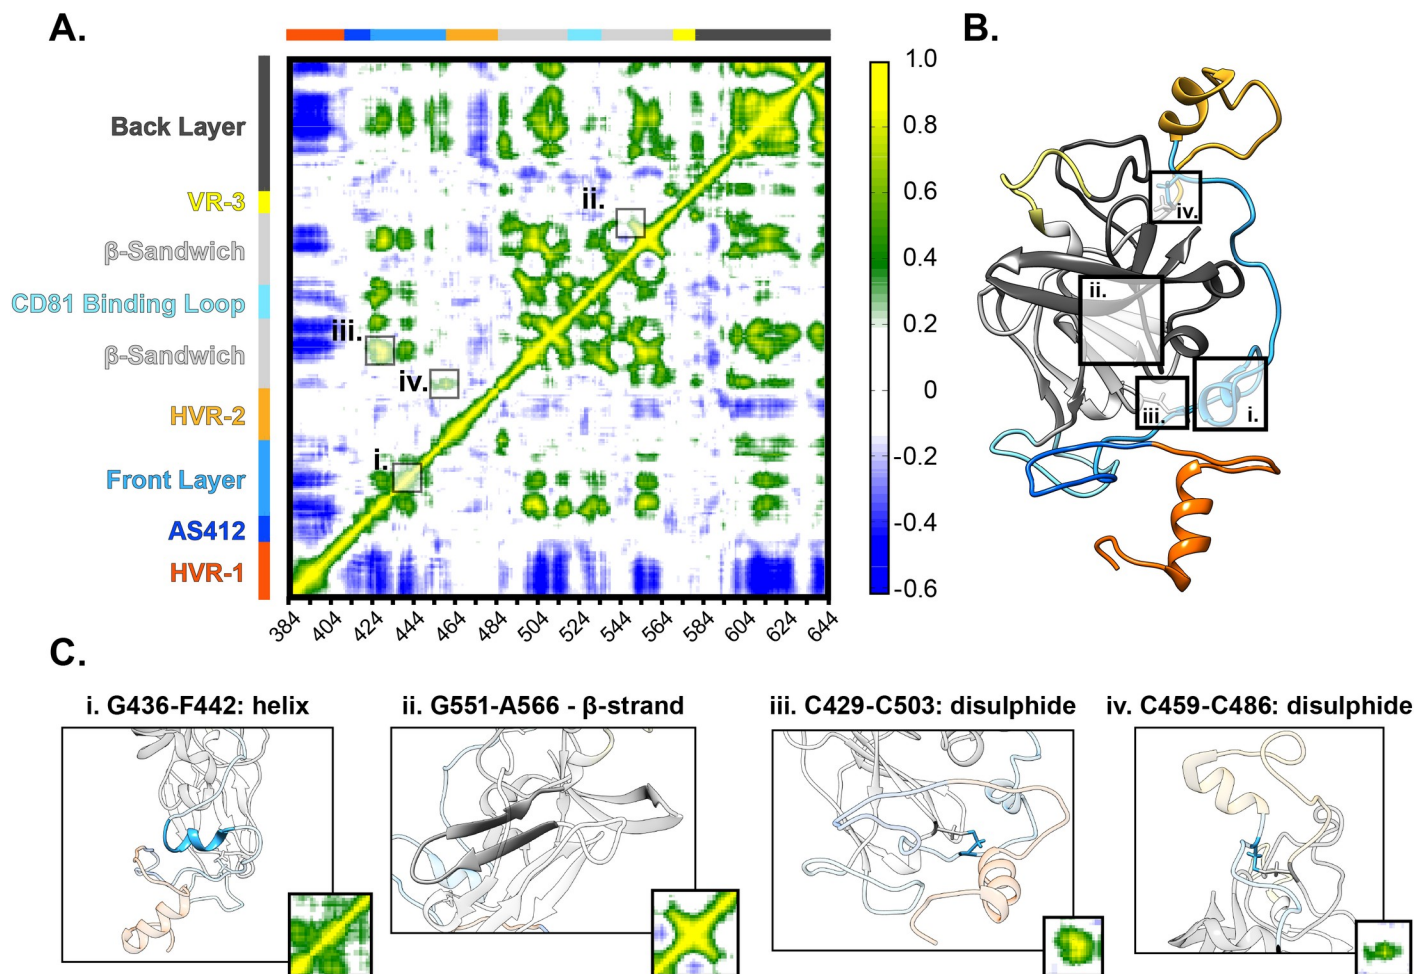 A.
B.
Back Layer
VR-3
β-Sandwich
CD81 Binding Loop
β-Sandwich
HVR-2
Front Layer
AS412
HVR-1
ii.
iii.
iv.
i.
1.0
0.8
0.6
0.4
0.2
0
-0.2
-0.4
-0.6
384 404 424 444 464 484 504 524 544 564 584 604 624 644
iv.
ii.
iii.
i.
C.
i. G436-F442: helix
ii. G551-A566 - β-strand
iii. C429-C503: disulphide
iv. C459-C486: disulphide